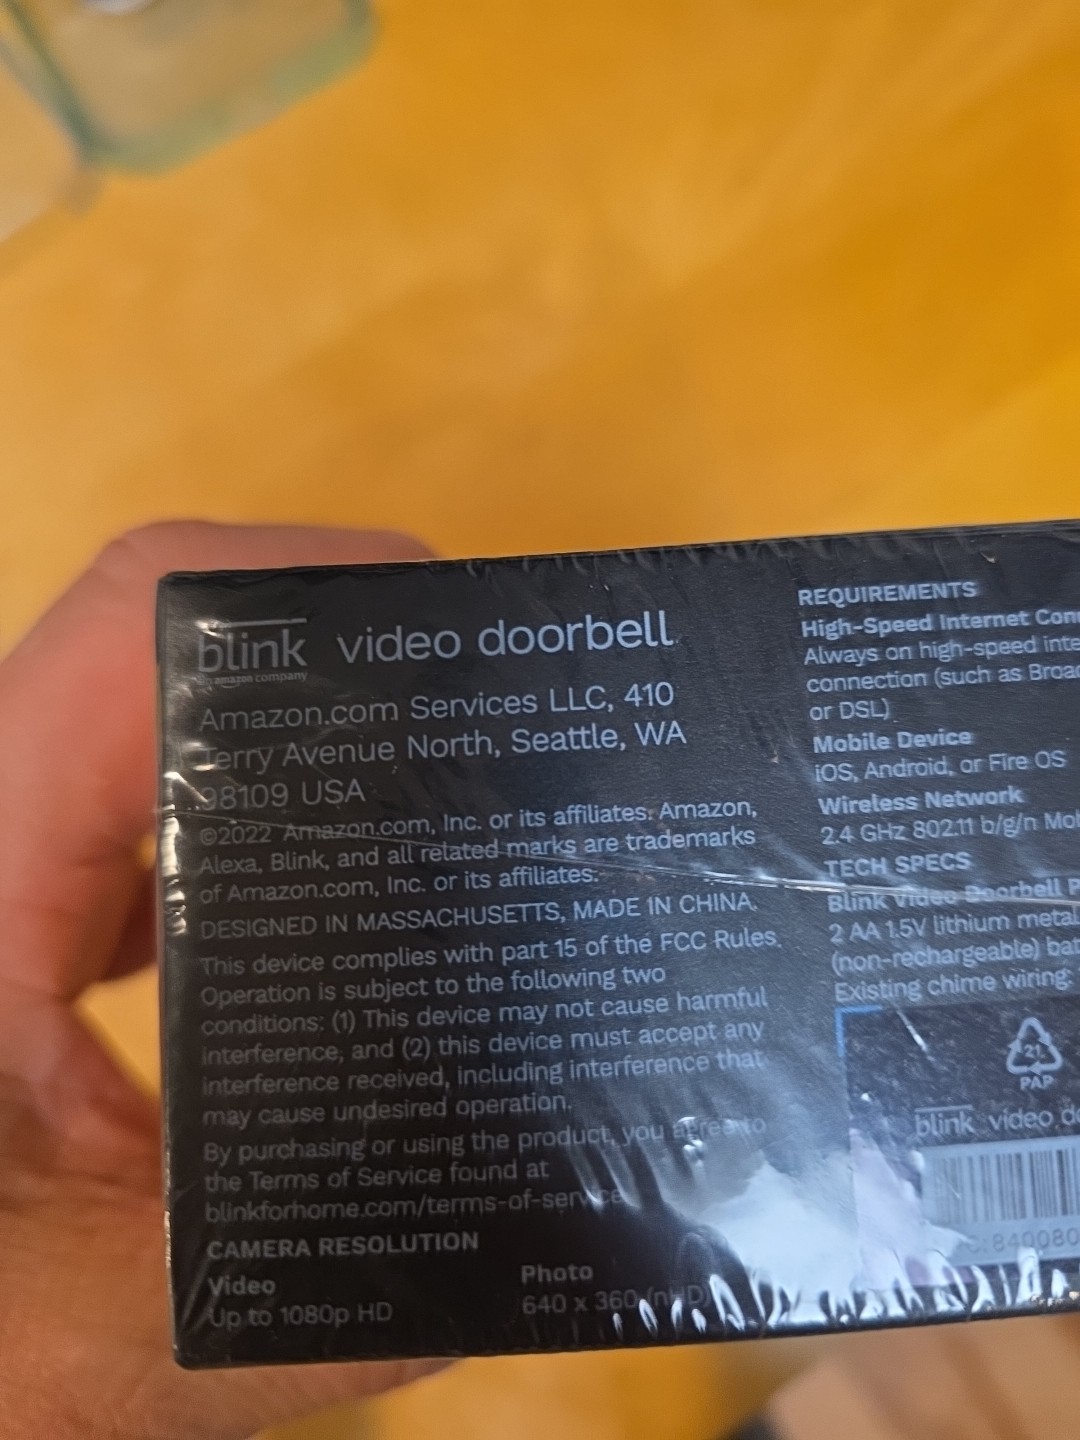 blink video doorbell
an amazon company
Amazon.com Services LLC, 410
Terry Avenue North, Seattle, WA
98109 USA
©2022 Amazon.com, Inc. or its affiliates. Amazon,
Alexa, Blink, and all related marks are trademarks
of Amazon.com, Inc. or its affiliates.
DESIGNED IN MASSACHUSETTS, MADE IN CHINA.
This device complies with part 15 of the FCC Rules.
Operation is subject to the following two
conditions: (1) This device may not cause harmful
interference, and (2) this device must accept any
interference received, including interference that
may cause undesired operation.
By purchasing or using the product, you agree to
the Terms of Service found at
blinkforhome.com/terms-of-service
CAMERA RESOLUTION
Video
Up to 1080p HD
Photo
640 x 360 (nHD)
REQUIREMENTS
High-Speed Internet
Always on high-speed
connection (such as
or DSL)
Mobile Device
iOS, Android, or Fire OS
Wireless Network
2.4 GHz 802.11 b/g/n
TECH SPECS
Blink Video Doorbell
2 AA 1.5V lithium metal
(non-rechargeable)
Existing chime wiring:
21
PAP
blink video